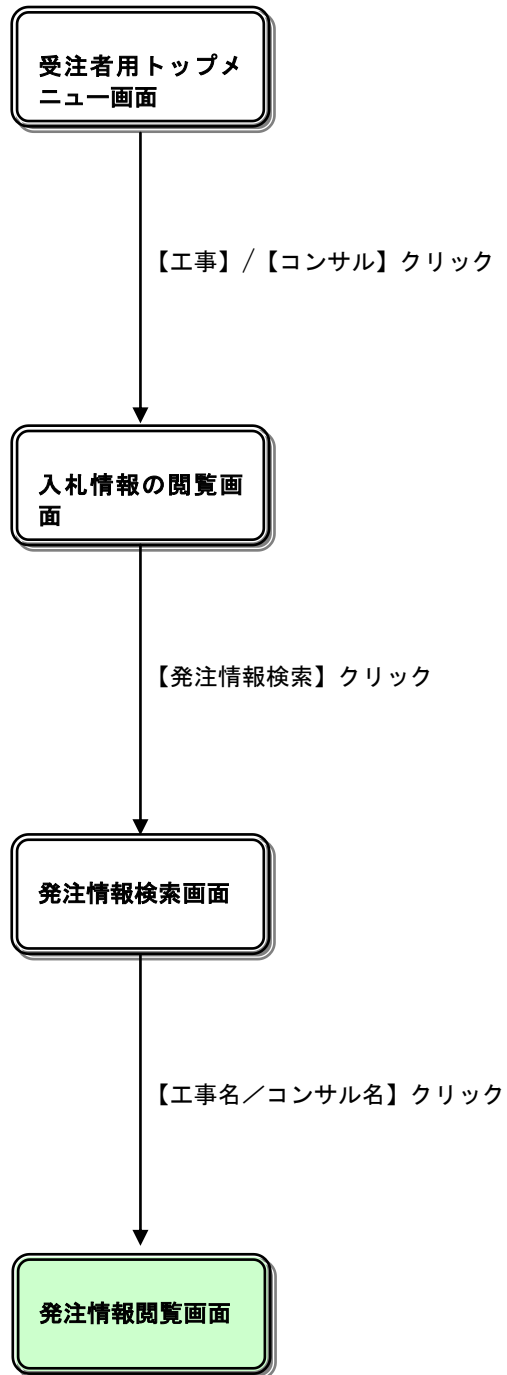 受注者用トップメ
ニュー画面
【工事】/【コンサル】クリック
入札情報の閲覧画
面
【発注情報検索】クリック
発注情報検索画面
【工事名／コンサル名】クリック
発注情報閲覧画面